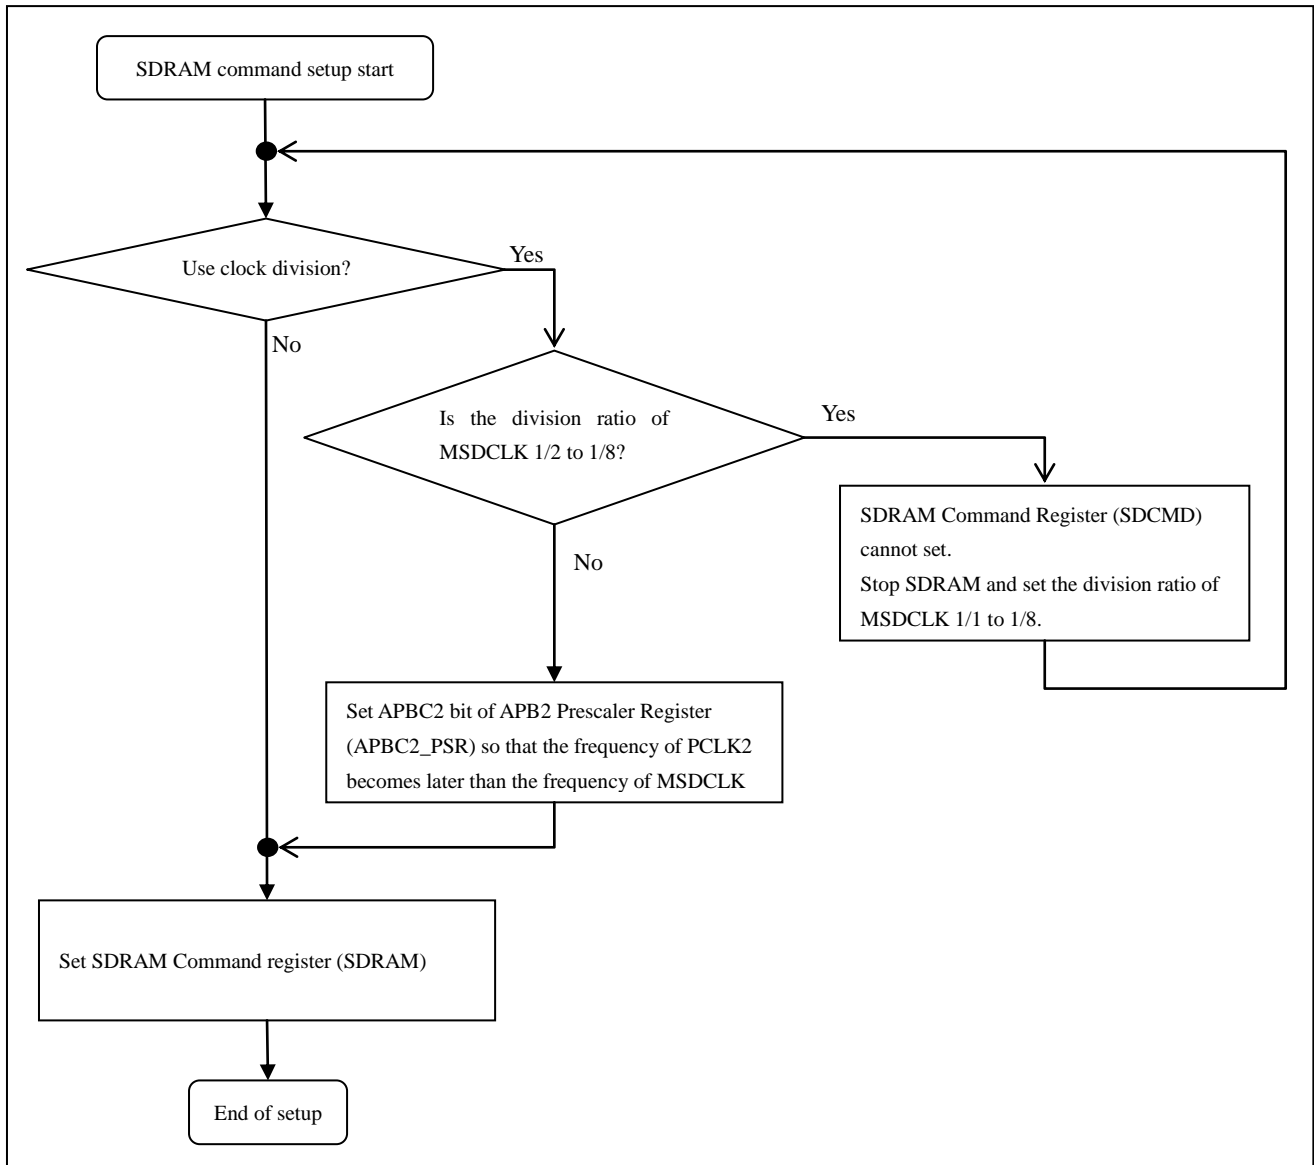 SDRAM command setup start
Use clock division?
Yes
No
Is the division ratio of
MSDCLK 1/2 to 1/8?
Yes
No
SDRAM Command Register (SDCMD)
cannot set.
Stop SDRAM and set the division ratio of
MSDCLK 1/1 to 1/8.
Set APBC2 bit of APB2 Prescaler Register
(APBC2_PSR) so that the frequency of PCLK2
becomes later than the frequency of MSDCLK
Set SDRAM Command register (SDRAM)
End of setup